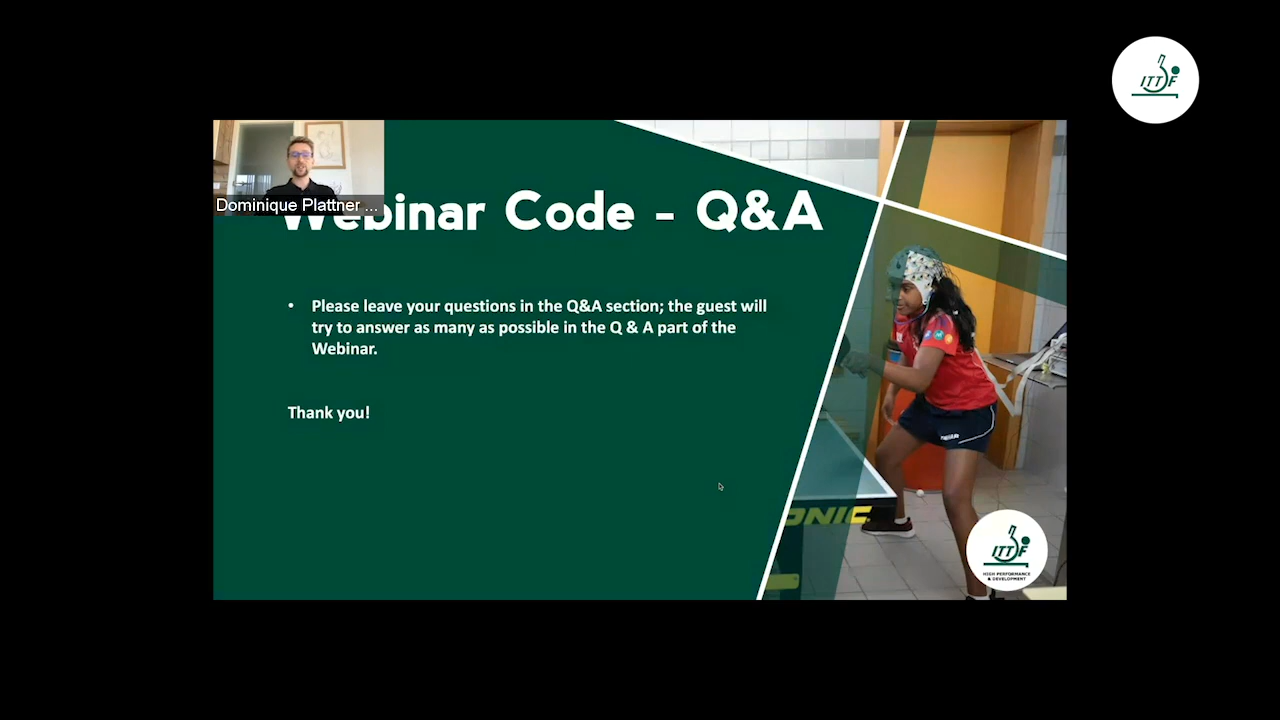 ITTF
Dominique Plattner ...
Webinar Code - Q&A
• Please leave your questions in the Q&A section; the guest will
try to answer as many as possible in the Q & A part of the
Webinar.
Thank you!
ONIC
ITTF
HIGH PERFORMANCE
& DEVELOPMENT